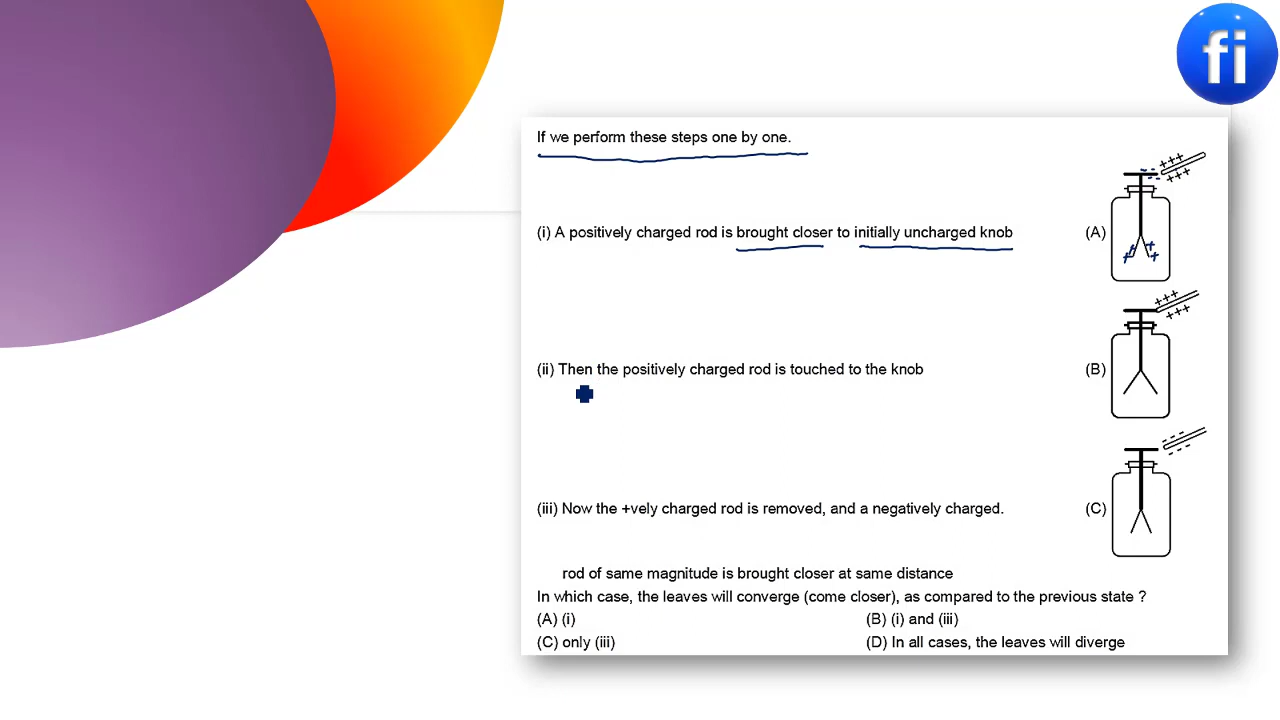 fi
If we perform these steps one by one.
+++
+++
(i) A positively charged rod is brought closer to initially uncharged knob
(A)
+ + + +
+++
+++
(ii) Then the positively charged rod is touched to the knob
(B)
- - -
- - -
(iii) Now the +vely charged rod is removed, and a negatively charged.
(C)
rod of same magnitude is brought closer at same distance
In which case, the leaves will converge (come closer), as compared to the previous state ?
(A) (i)
(B) (i) and (iii)
(C) only (iii)
(D) In all cases, the leaves will diverge